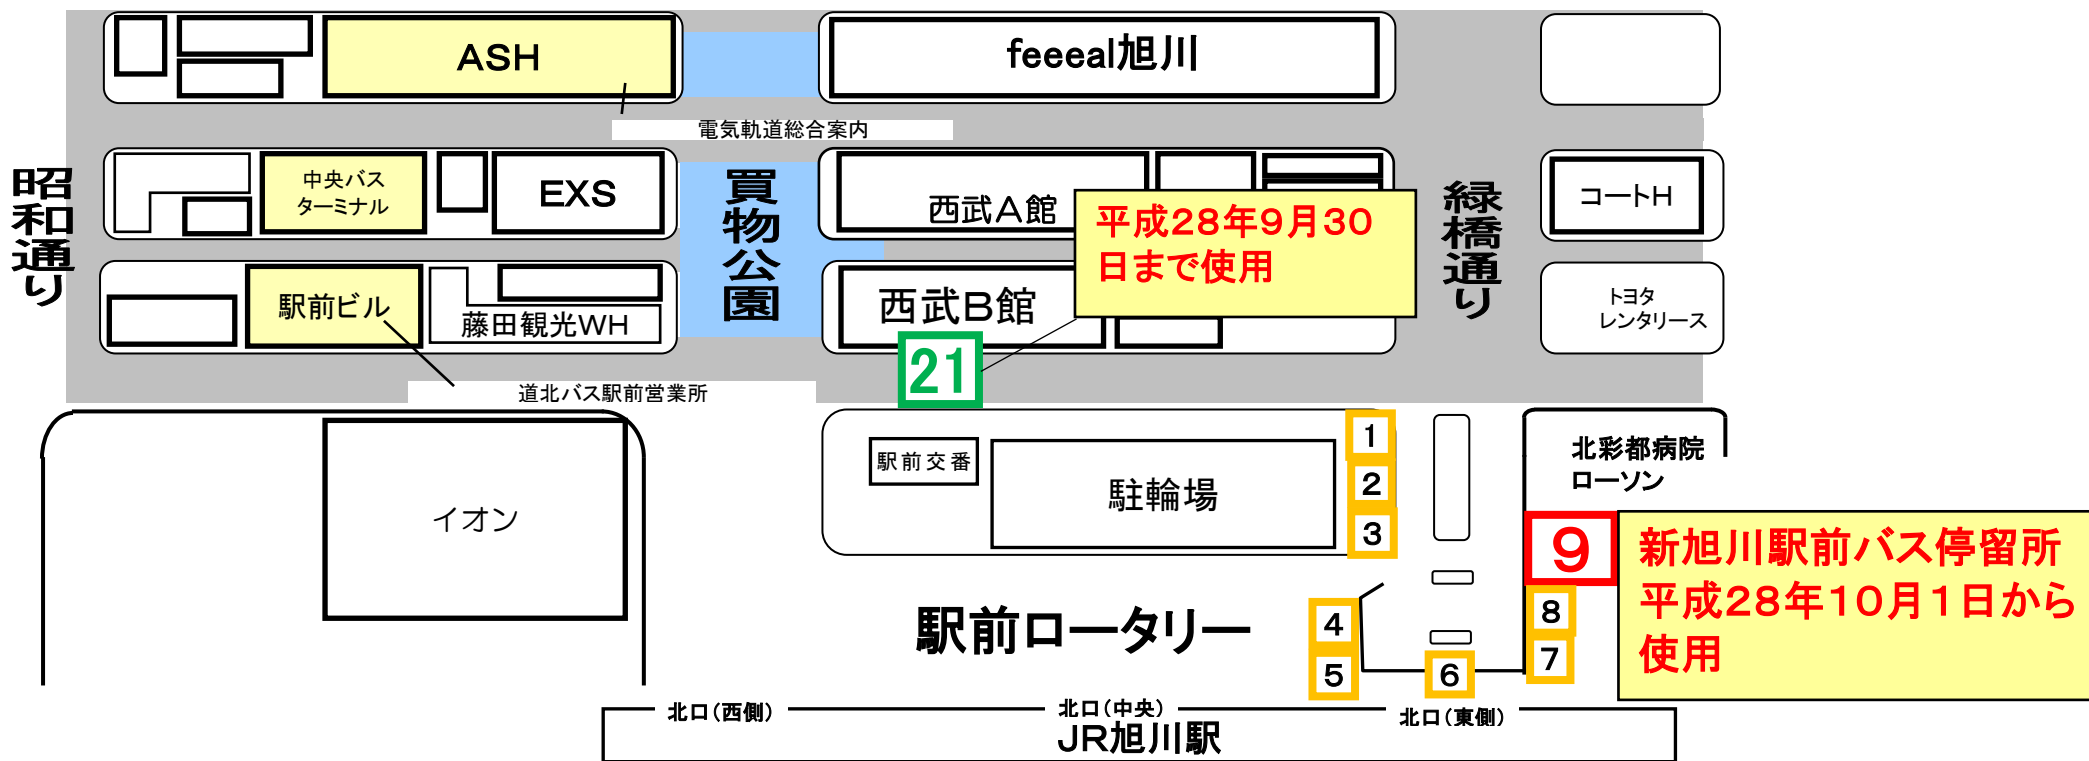 ASH
feeeal旭川
電気軌道総合案内
昭和通り
中央バス
ターミナル
EXS
買物公園
西武A館
平成28年9月30
日まで使用
緑橋通り
コートH
駅前ビル
藤田観光WH
西武B館
トヨタ
レンタリース
21
道北バス駅前営業所
イオン
駅前交番
駐輪場
1
2
3
北彩都病院
ローソン
9
新旭川駅前バス停留所
平成28年10月1日から
使用
駅前ロータリー
4
5
6
8
7
北口(西側)
北口(中央)
北口(東側)
JR旭川駅